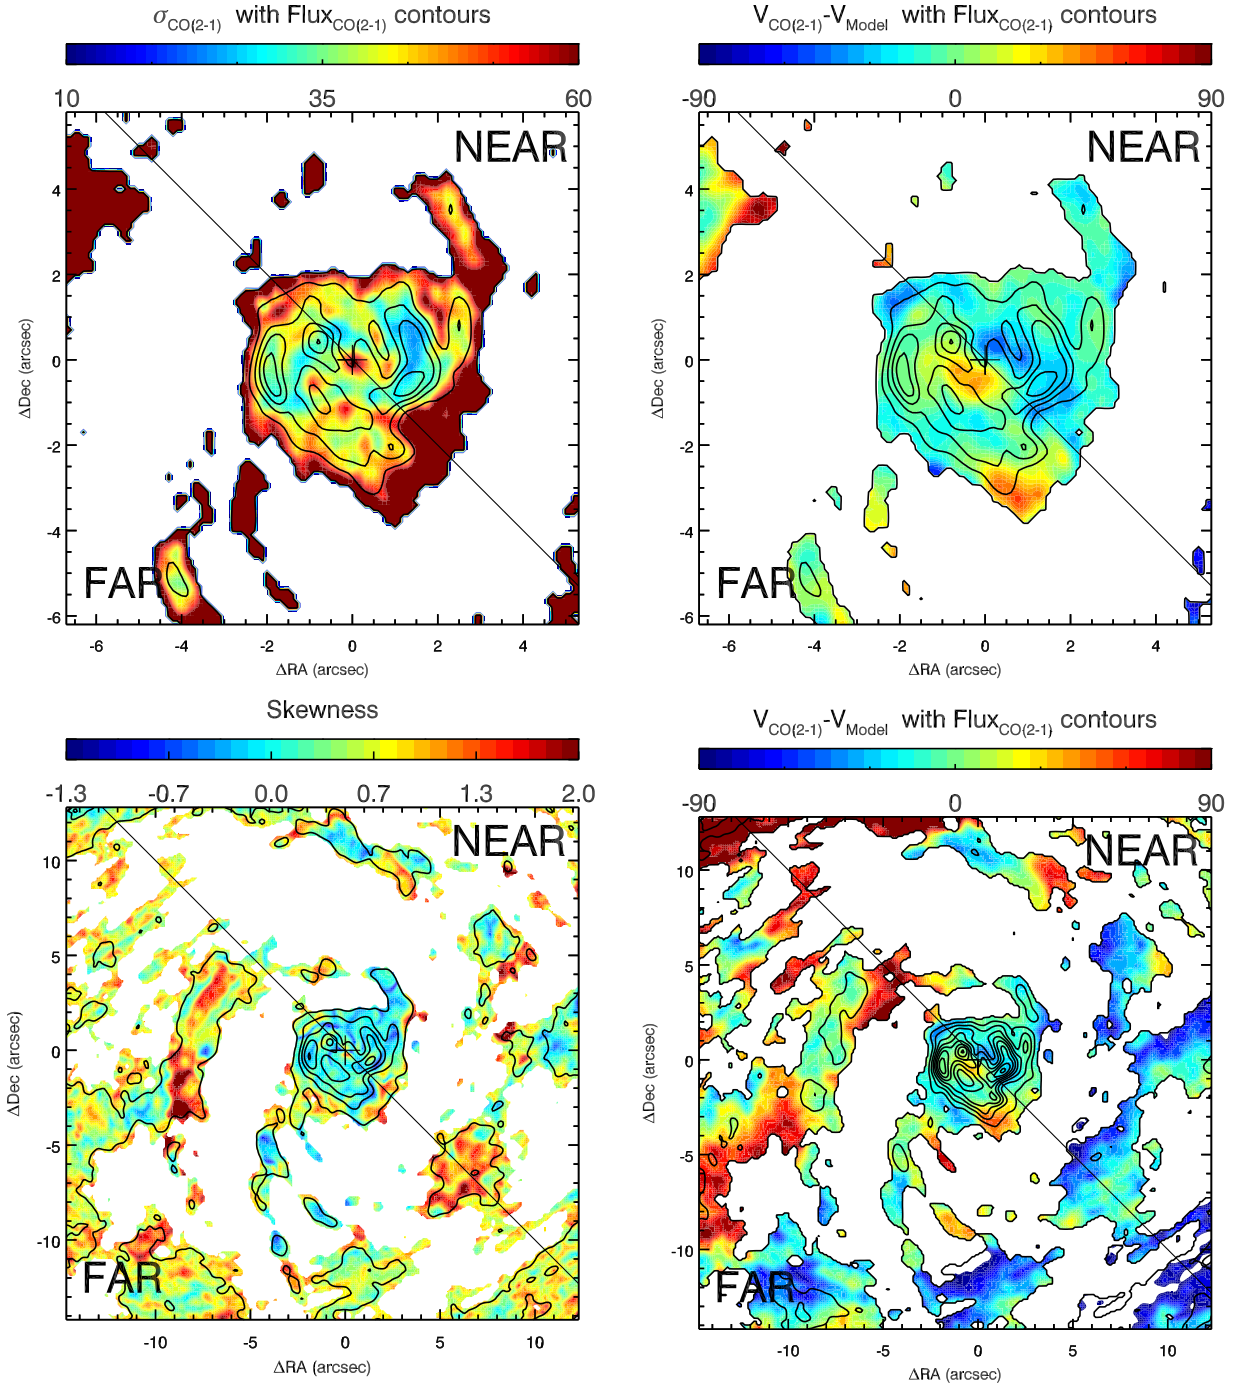 σCO(2-1) with FluxCO(2-1) contours
10 35 60
NEAR
4
2
0
-2
-4
-6
ΔDec (arcsec)
FAR
-6 -4 -2 0 2 4
ΔRA (arcsec)
VCO(2-1)-VModel with FluxCO(2-1) contours
-90 0 90
NEAR
4
2
0
-2
-4
-6
ΔDec (arcsec)
FAR
-6 -4 -2 0 2 4
ΔRA (arcsec)
Skewness
-1.3 -0.7 0.0 0.7 1.3 2.0
NEAR
10
5
0
-5
-10
ΔDec (arcsec)
FAR
-10 -5 0 5 10
ΔRA (arcsec)
VCO(2-1)-VModel with FluxCO(2-1) contours
-90 0 90
NEAR
10
5
0
-5
-10
ΔDec (arcsec)
FAR
-10 -5 0 5 10
ΔRA (arcsec)